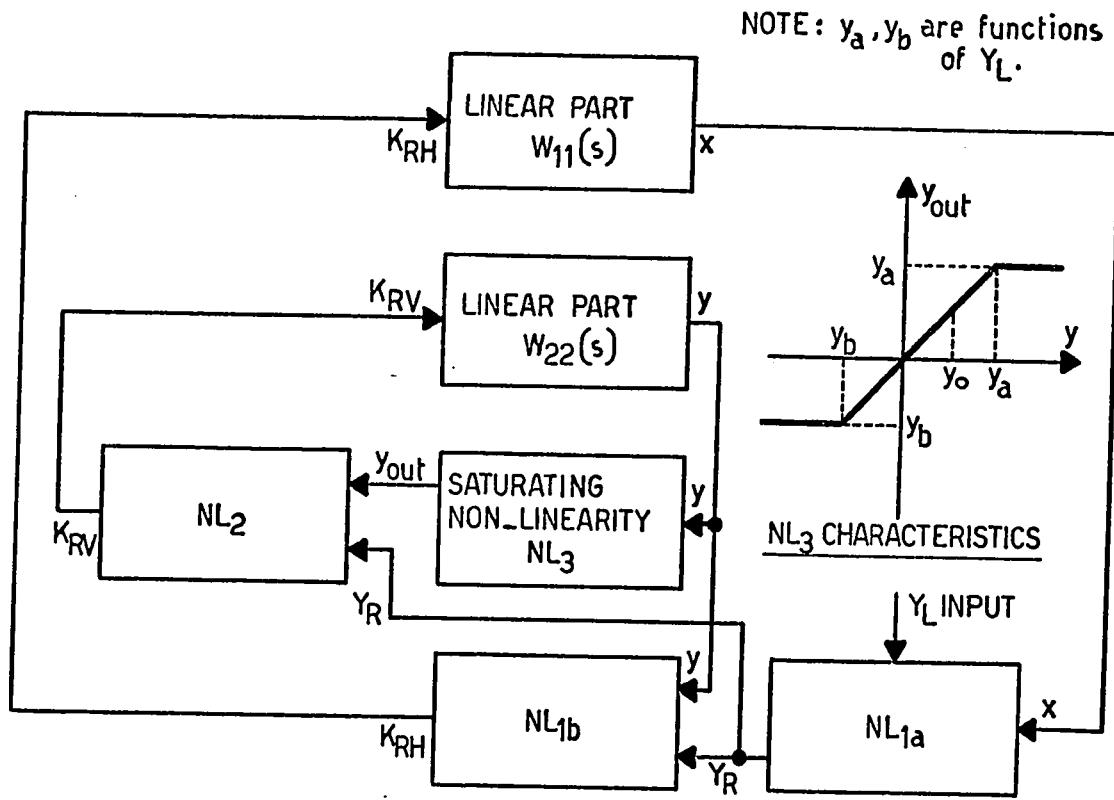 NOTE: ya, yb are functions
of YL.
LINEAR PART
W11(s)
KRH
x
yout
ya
yb
y
yo
ya
yb
KRV
y
LINEAR PART
W22(s)
yout
SATURATING
NON_LINEARITY
NL3
y
NL2
KRV
YR
NL3 CHARACTERISTICS
YL INPUT
y
NL1b
KRH
YR
NL1a
x